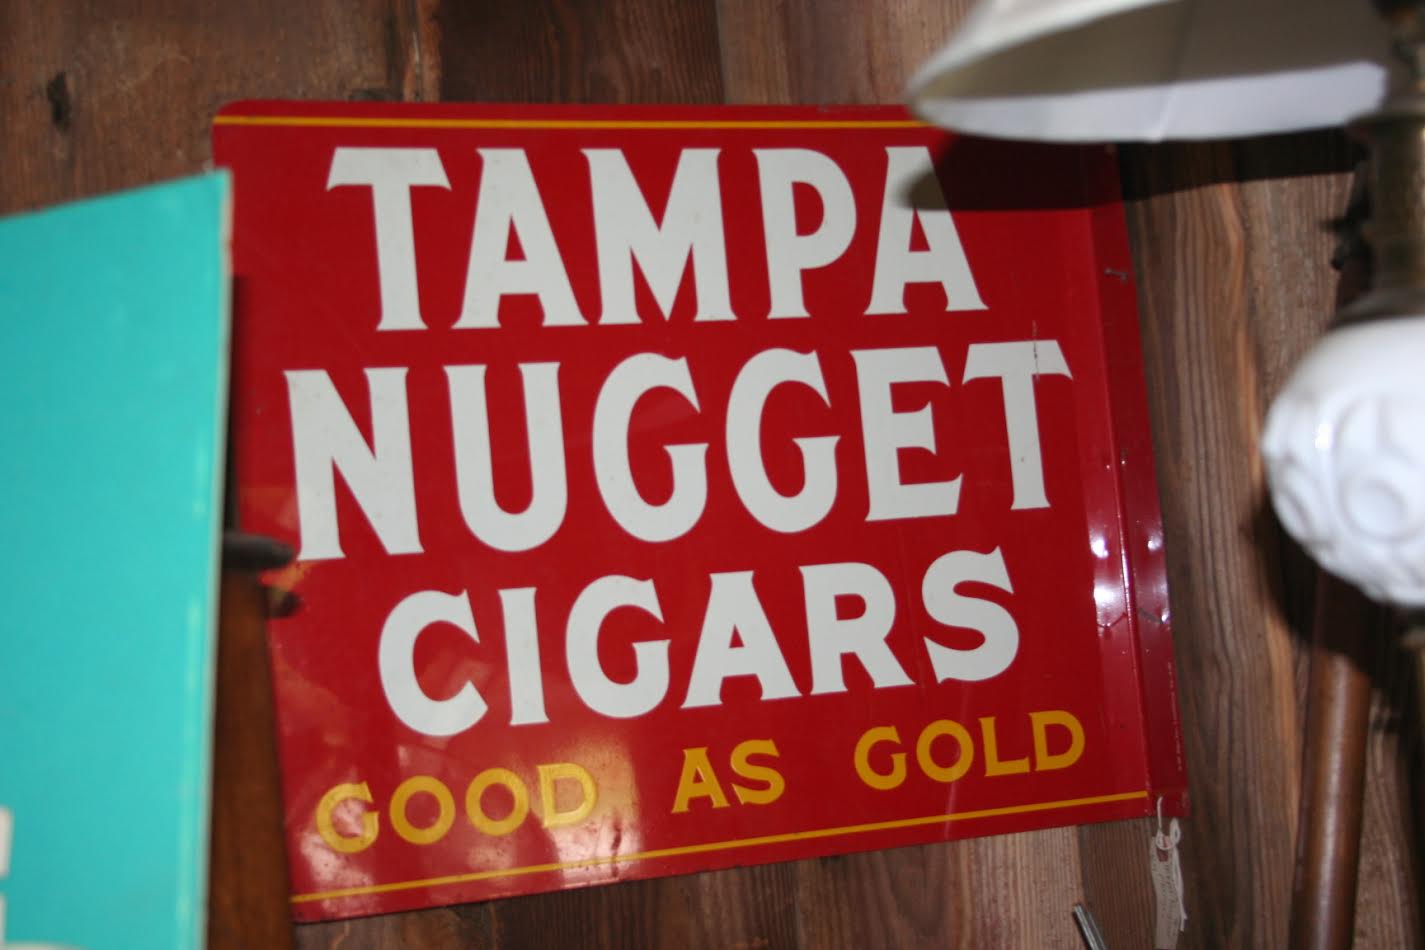 TAMPA
NUGGET
CIGARS
GOOD AS GOLD